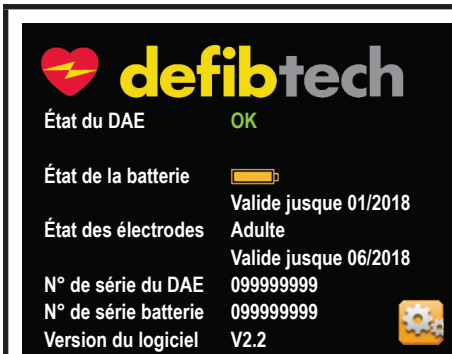 defibtech
État du DAE OK
État de la batterie
Valide jusque 01/2018
État des électrodes Adulte
Valide jusque 06/2018
N° de série du DAE 099999999
N° de série batterie 099999999
Version du logiciel V2.2